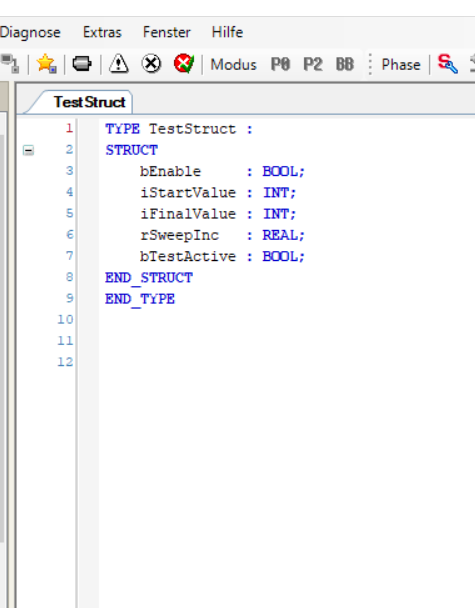 Diagnose Extras Fenster Hilfe
Modus P0 P2 BB Phase
TestStruct
1 TYPE TestStruct :
2 STRUCT
3 bEnable : BOOL;
4 iStartValue : INT;
5 iFinalValue : INT;
6 rSweepInc : REAL;
7 bTestActive : BOOL;
8 END_STRUCT
9 END_TYPE
10
11
12